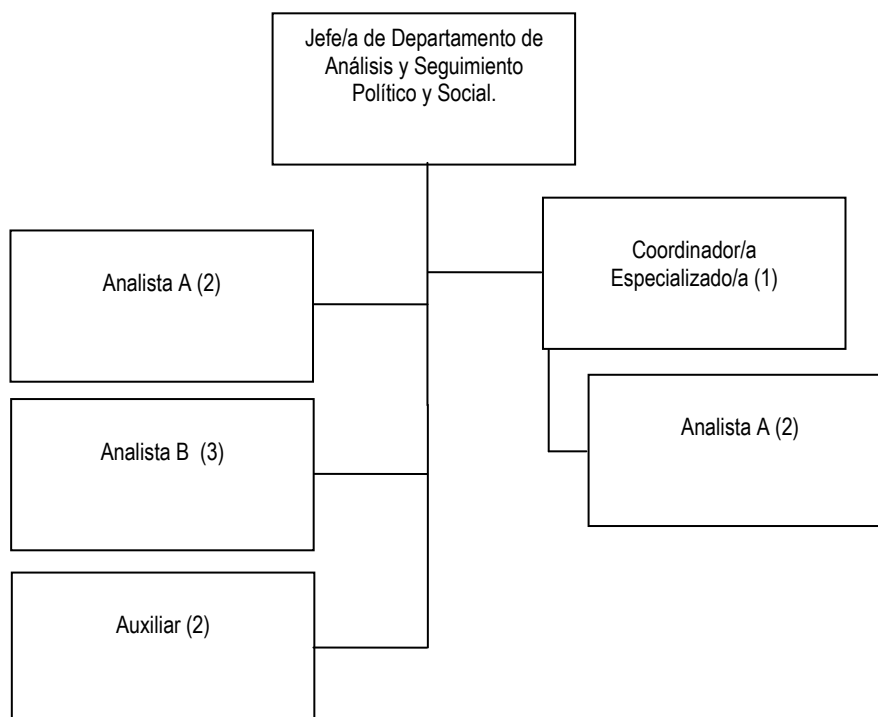 Jefe/a de Departamento de
Análisis y Seguimiento
Político y Social.
Coordinador/a
Especializado/a (1)
Analista A (2)
Analista A (2)
Analista B  (3)
Auxiliar (2)